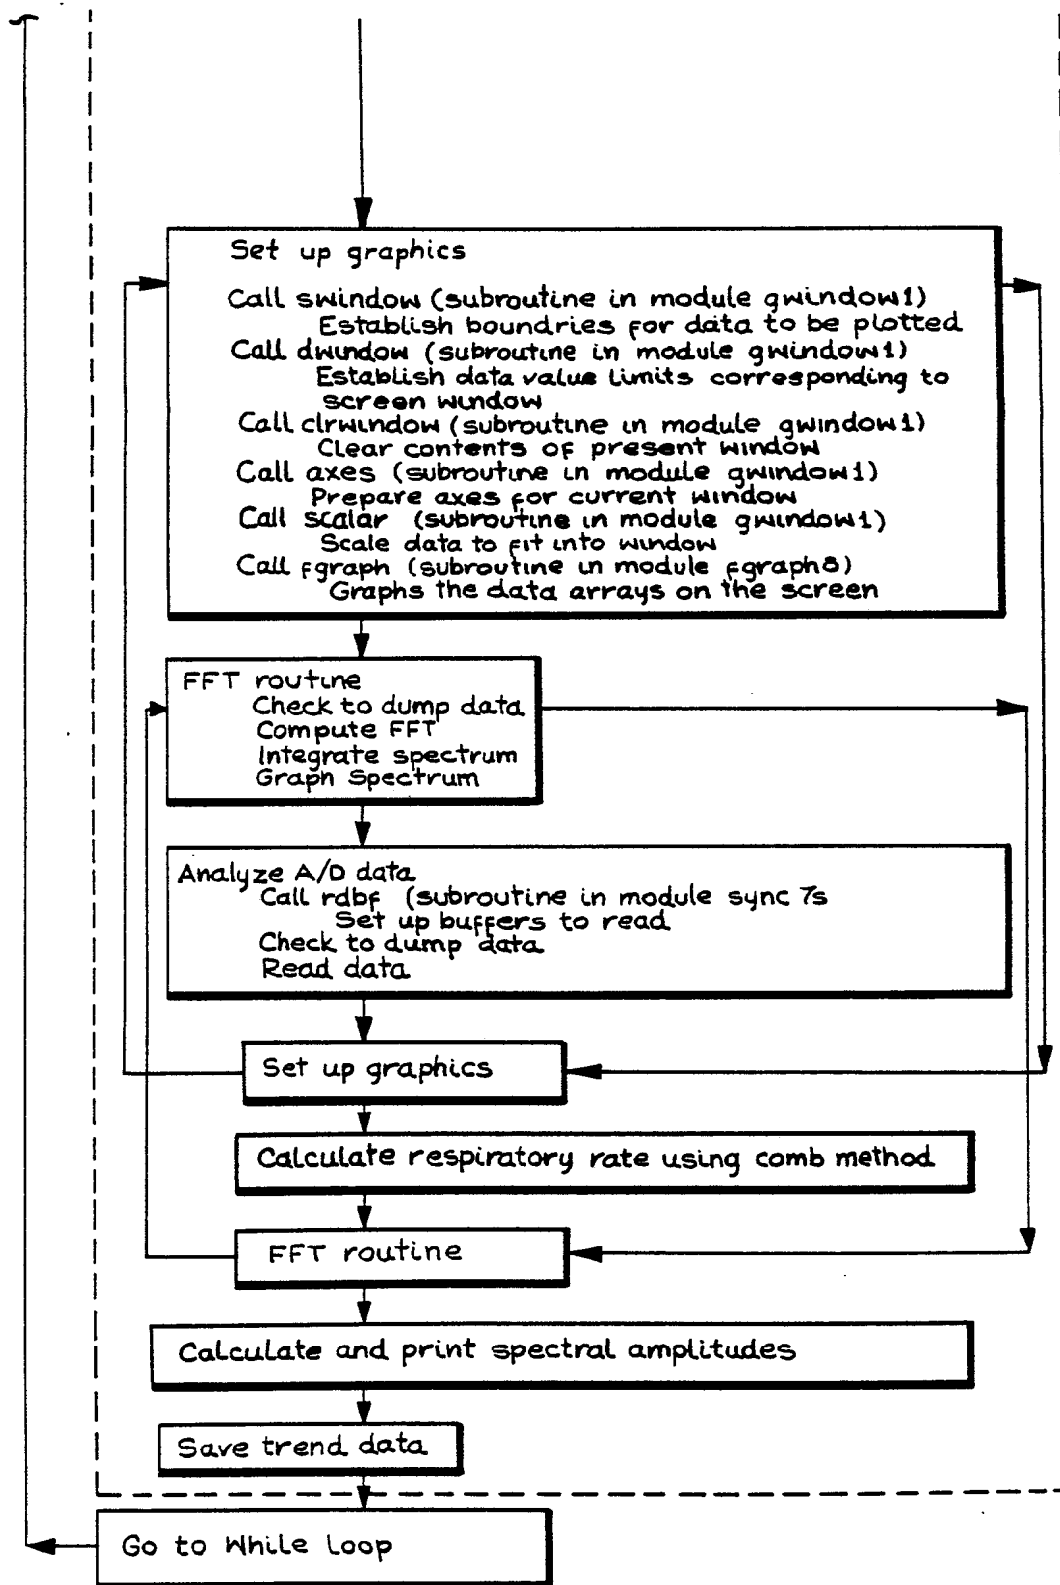 Set up graphics
Call swindow (subroutine in module gwindow1)
Establish boundries for data to be plotted
Call dwindow (subroutine in module gwindow1)
Establish data value limits corresponding to
screen window
Call clrwindow (subroutine in module gwindow1)
Clear contents of present window
Call axes (subroutine in module gwindow1)
Prepare axes for current window
Call scalar (subroutine in module gwindow1)
Scale data to fit into window
Call fgraph (subroutine in module fgraph8)
Graphs the data arrays on the screen
FFT routine
Check to dump data
Compute FFT
Integrate spectrum
Graph Spectrum
Analyze A/D data
Call rdbf (subroutine in module sync 7s
Set up buffers to read
Check to dump data
Read data
Set up graphics
Calculate respiratory rate using comb method
FFT routine
Calculate and print spectral amplitudes
Save trend data
Go to While loop